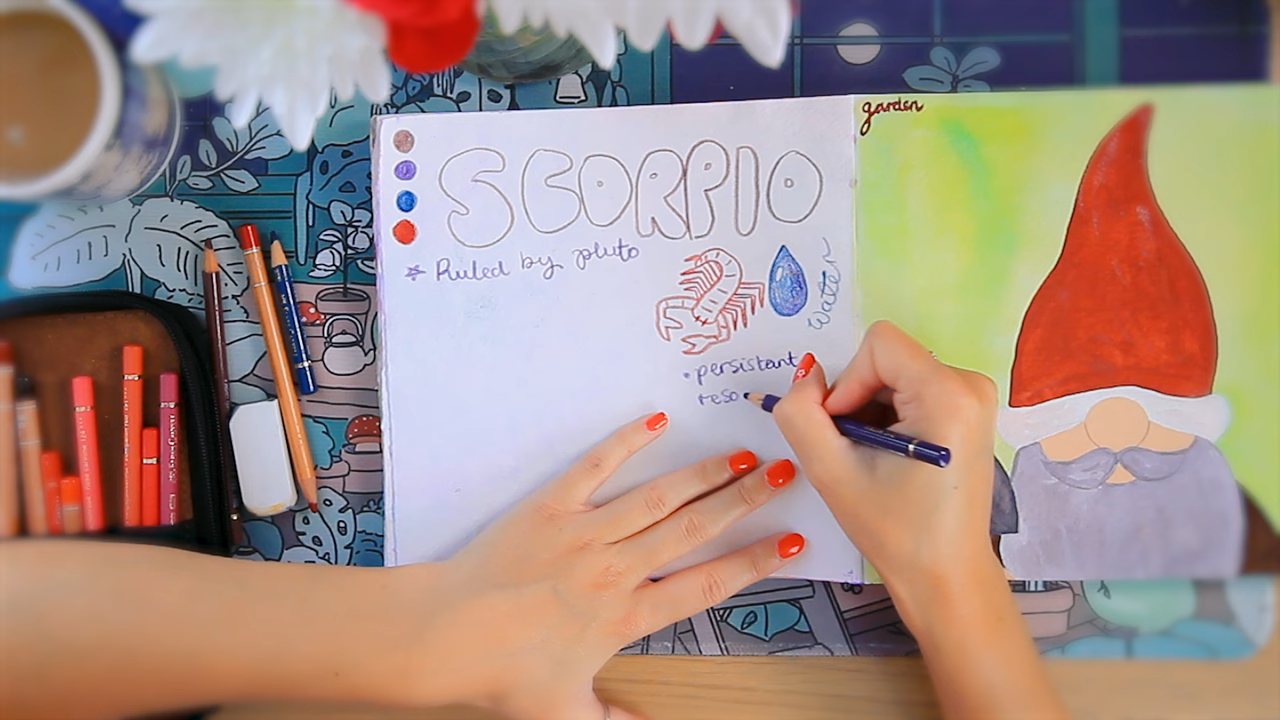 SCORPIO
* Ruled by pluto
water
• persistant
reso
garden